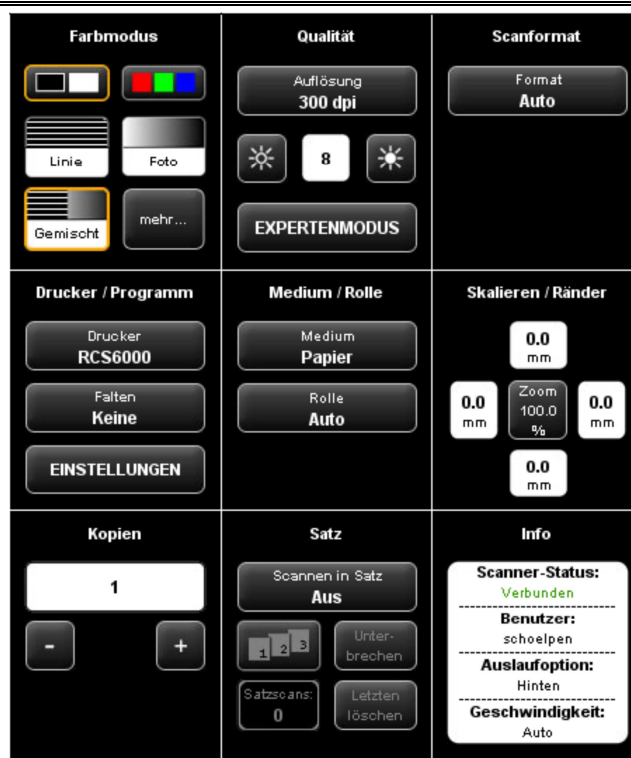 Farbmodus
Linie
Foto
Gemischt
mehr...
Qualität
Auflösung
300 dpi
8
EXPERTENMODUS
Scanformat
Format
Auto
Drucker / Programm
Drucker
RCS6000
Falten
Keine
EINSTELLUNGEN
Medium / Rolle
Medium
Papier
Rolle
Auto
Skalieren / Ränder
0.0
mm
0.0
mm
Zoom
100.0
%
0.0
mm
0.0
mm
Kopien
1
-
+
Satz
Scannen in Satz
Aus
1 2 3
Unter-
brechen
Satzscans:
0
Letzten
löschen
Info
Scanner-Status:
Verbunden
Benutzer:
schoelpen
Auslaufoption:
Hinten
Geschwindigkeit:
Auto